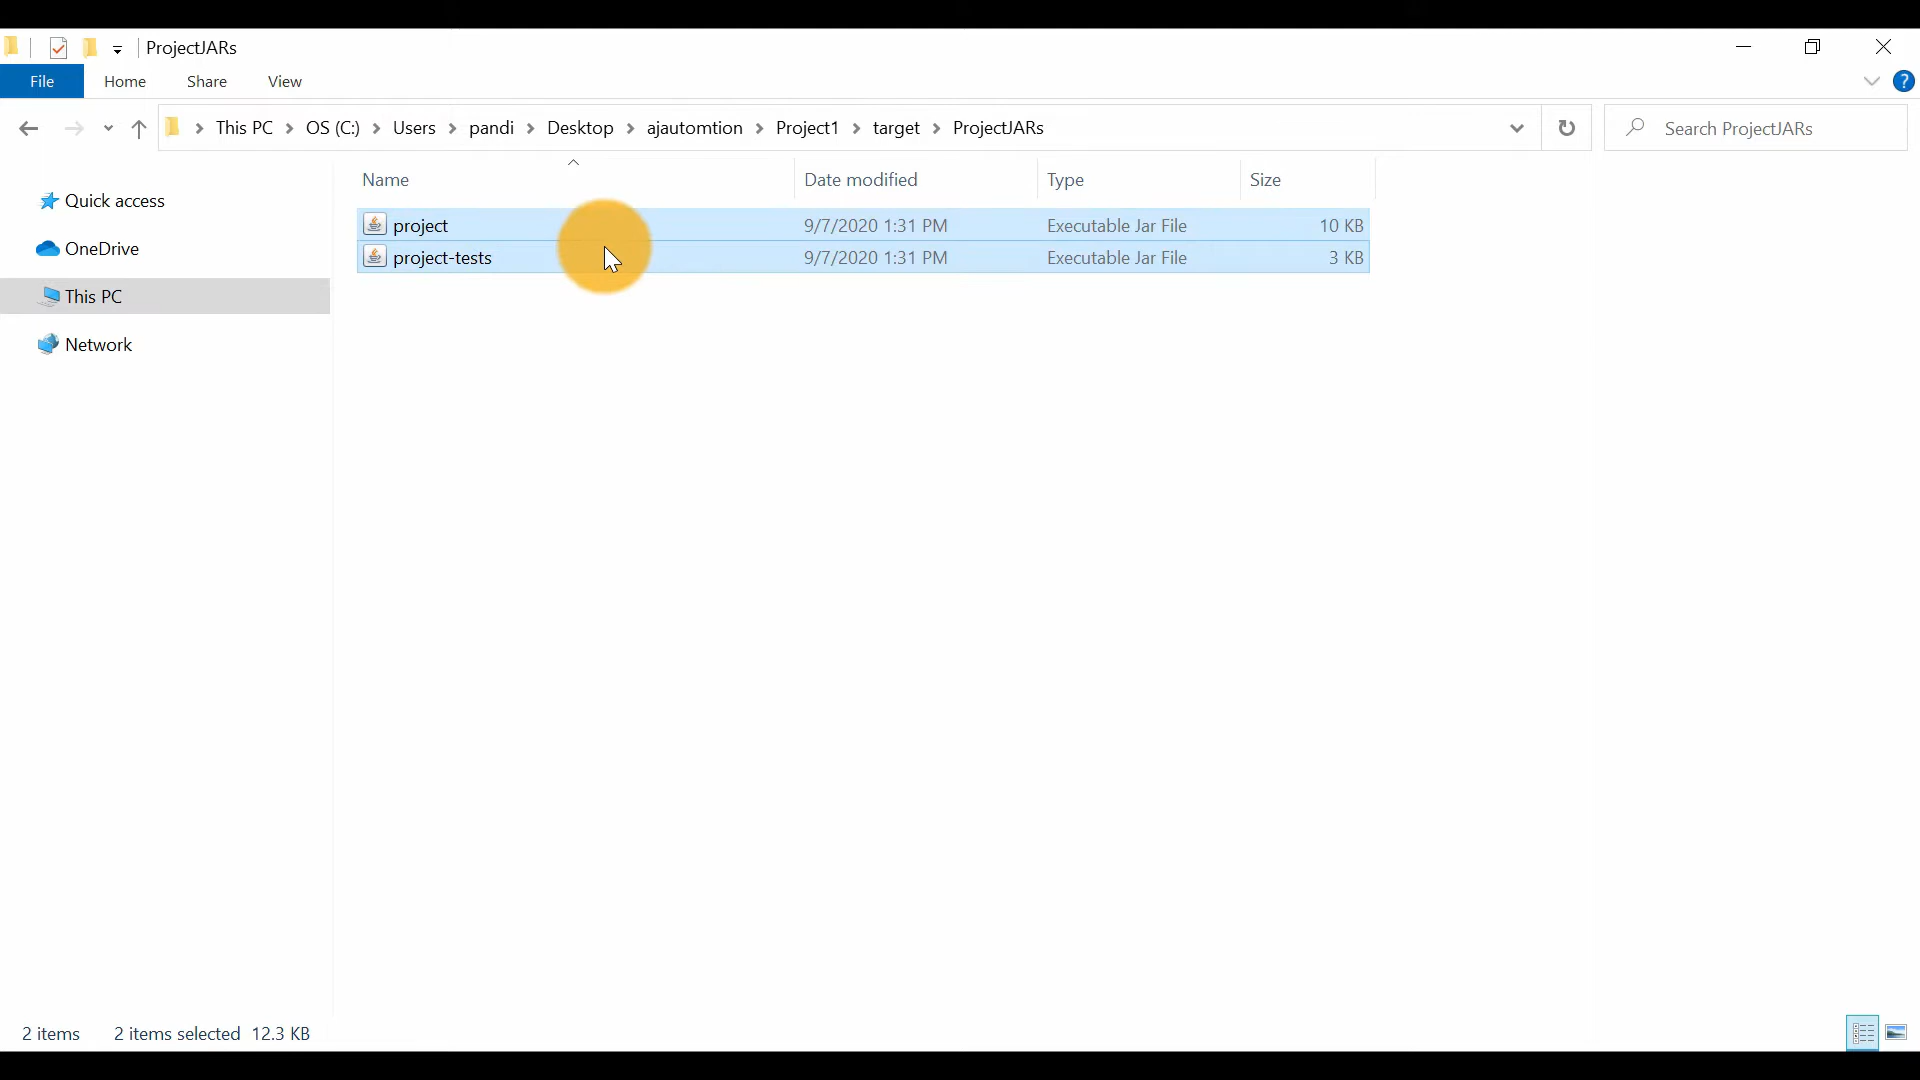 ProjectJARs
File Home Share View
This PC OS (C:) Users pandi Desktop ajautomtion Project1 target ProjectJARs Search ProjectJARs
Name Date modified Type Size
Quick access
OneDrive
This PC
Network
project 9/7/2020 1:31 PM Executable Jar File 10 KB
project-tests 9/7/2020 1:31 PM Executable Jar File 3 KB
2 items 2 items selected 12.3 KB